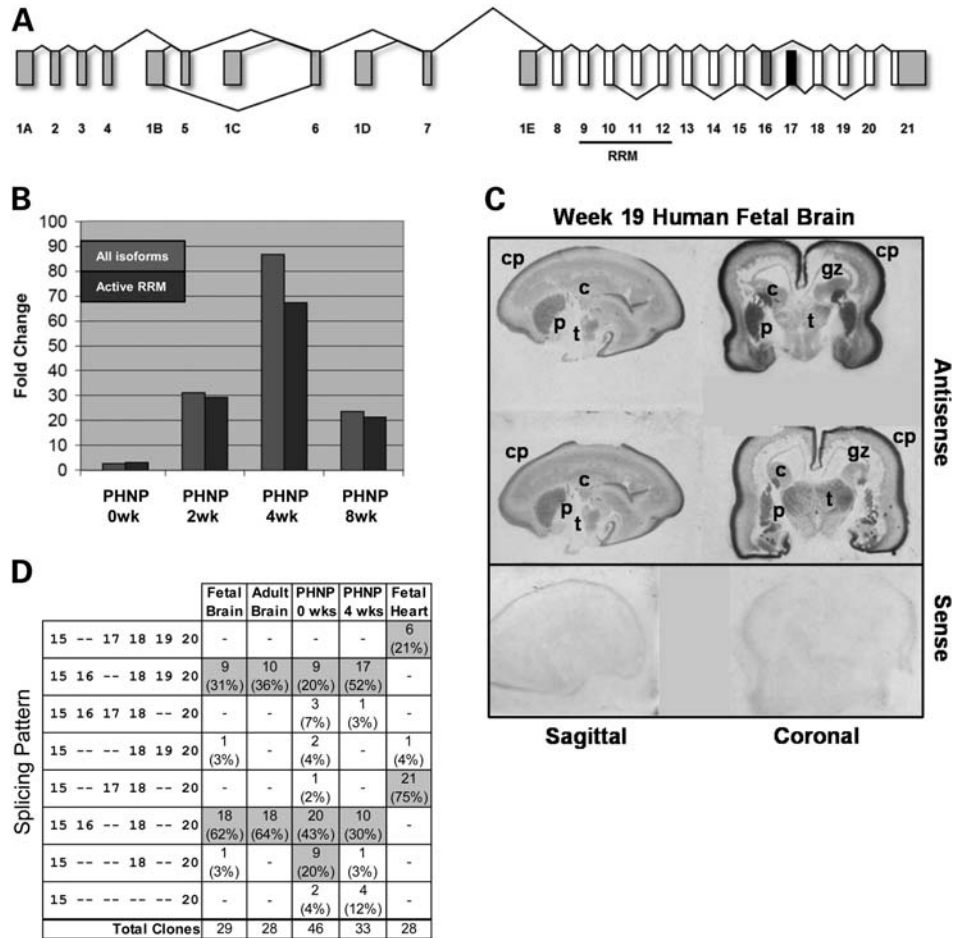 A
1A 2 3 4 1B 5 1C 6 1D 7 1E 8 9 10 11 12 13 14 15 16 17 18 19 20 21
RRM
B
100
90
80
70
60
50
40
30
20
10
0
Fold Change
All isoforms
Active RRM
PHNP PHNP PHNP PHNP
0wk 2wk 4wk 8wk
C
Week 19 Human Fetal Brain
cp c p t
cp gz c t p
cp c p t
cp gz c t p
Antisense
Sense
Sagittal Coronal
D
Splicing Pattern
Fetal Adult PHNP PHNP Fetal
Brain Brain 0 wks 4 wks Heart
15 -- 17 18 19 20 - - - - 6 (21%)
15 16 -- 18 19 20 9 (31%) 10 (36%) 9 (20%) 17 (52%) -
15 16 17 18 -- 20 - - 3 (7%) 1 (3%) -
15 -- -- 18 19 20 1 (3%) - 2 (4%) - 1 (4%)
15 -- 17 18 -- 20 - - 1 (2%) - 21 (75%)
15 16 -- 18 -- 20 18 (62%) 18 (64%) 20 (43%) 10 (30%) -
15 -- -- 18 -- 20 1 (3%) - 9 (20%) 1 (3%) -
15 -- -- -- -- 20 - - 2 (4%) 4 (12%) -
Total Clones 29 28 46 33 28